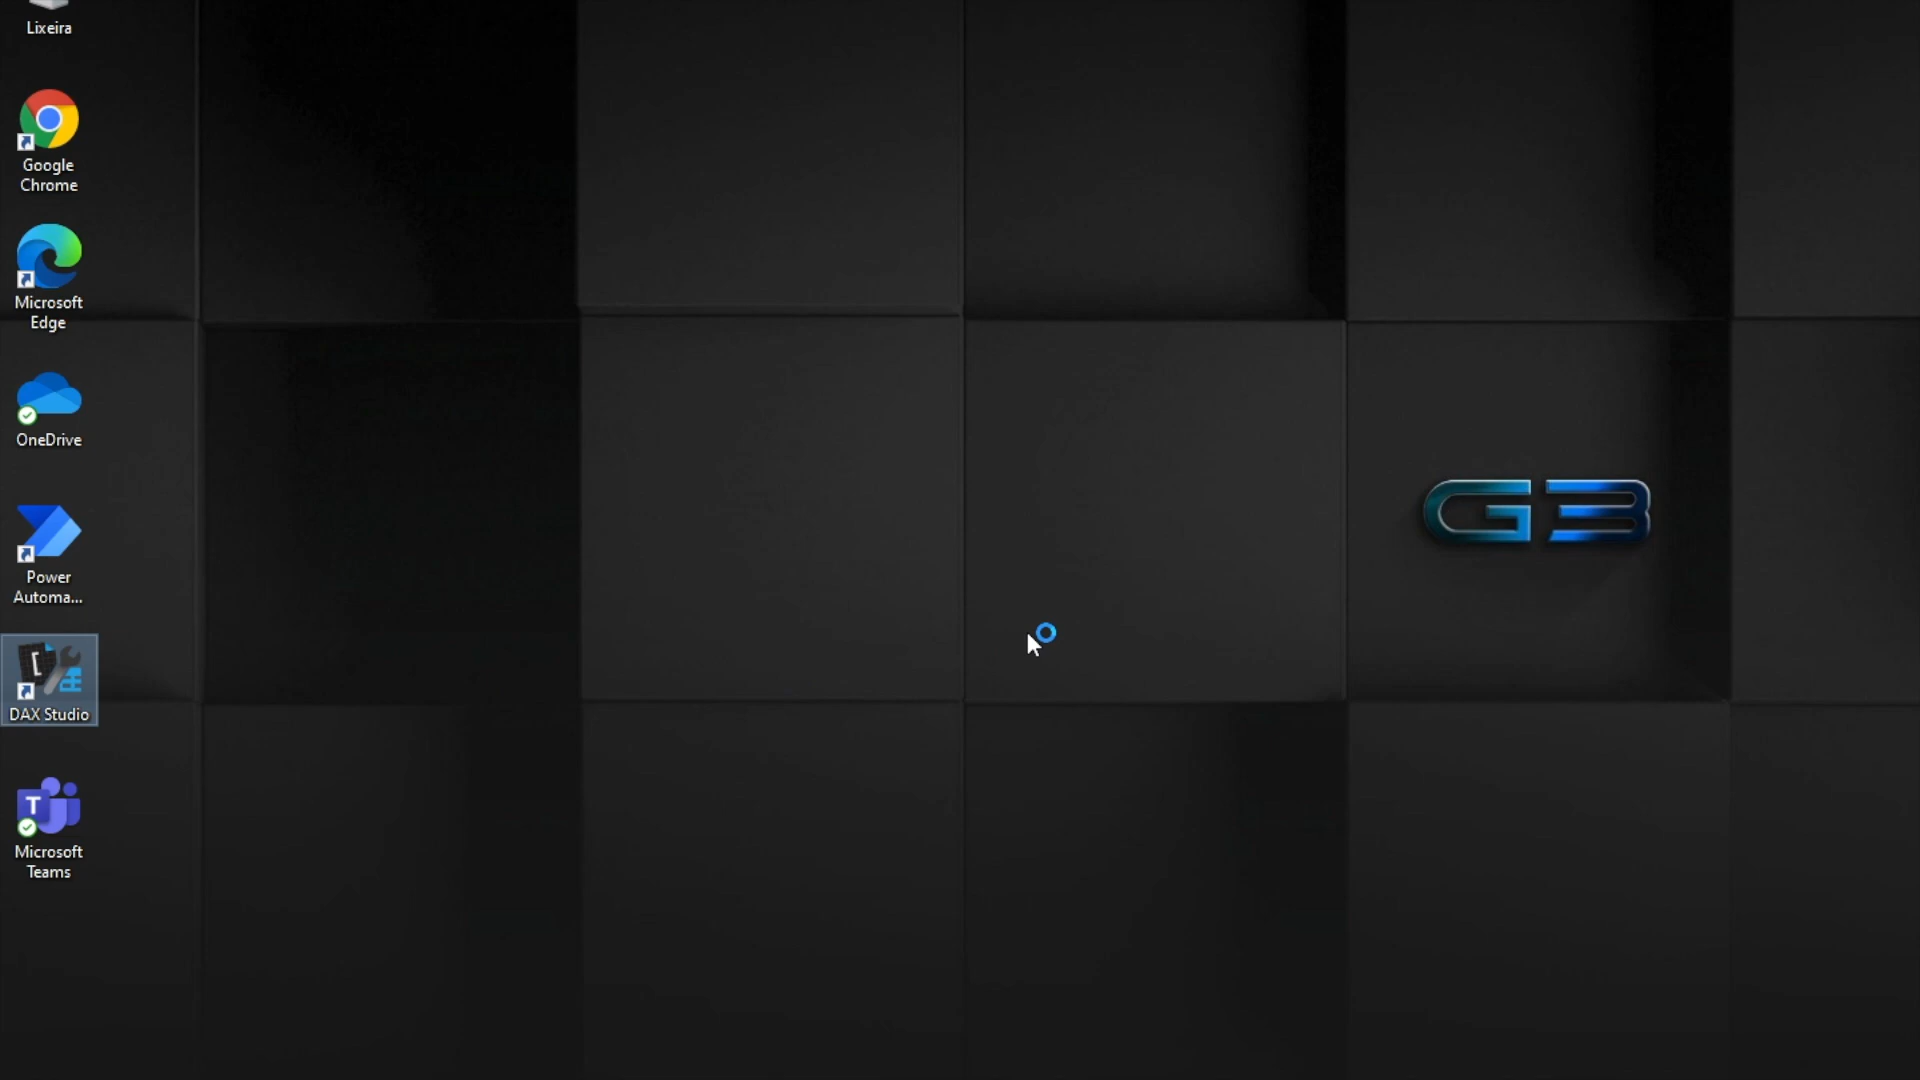 Lixeira
Google
Chrome
Microsoft
Edge
OneDrive
Power
Automa...
DAX Studio
T
Microsoft
Teams
G3